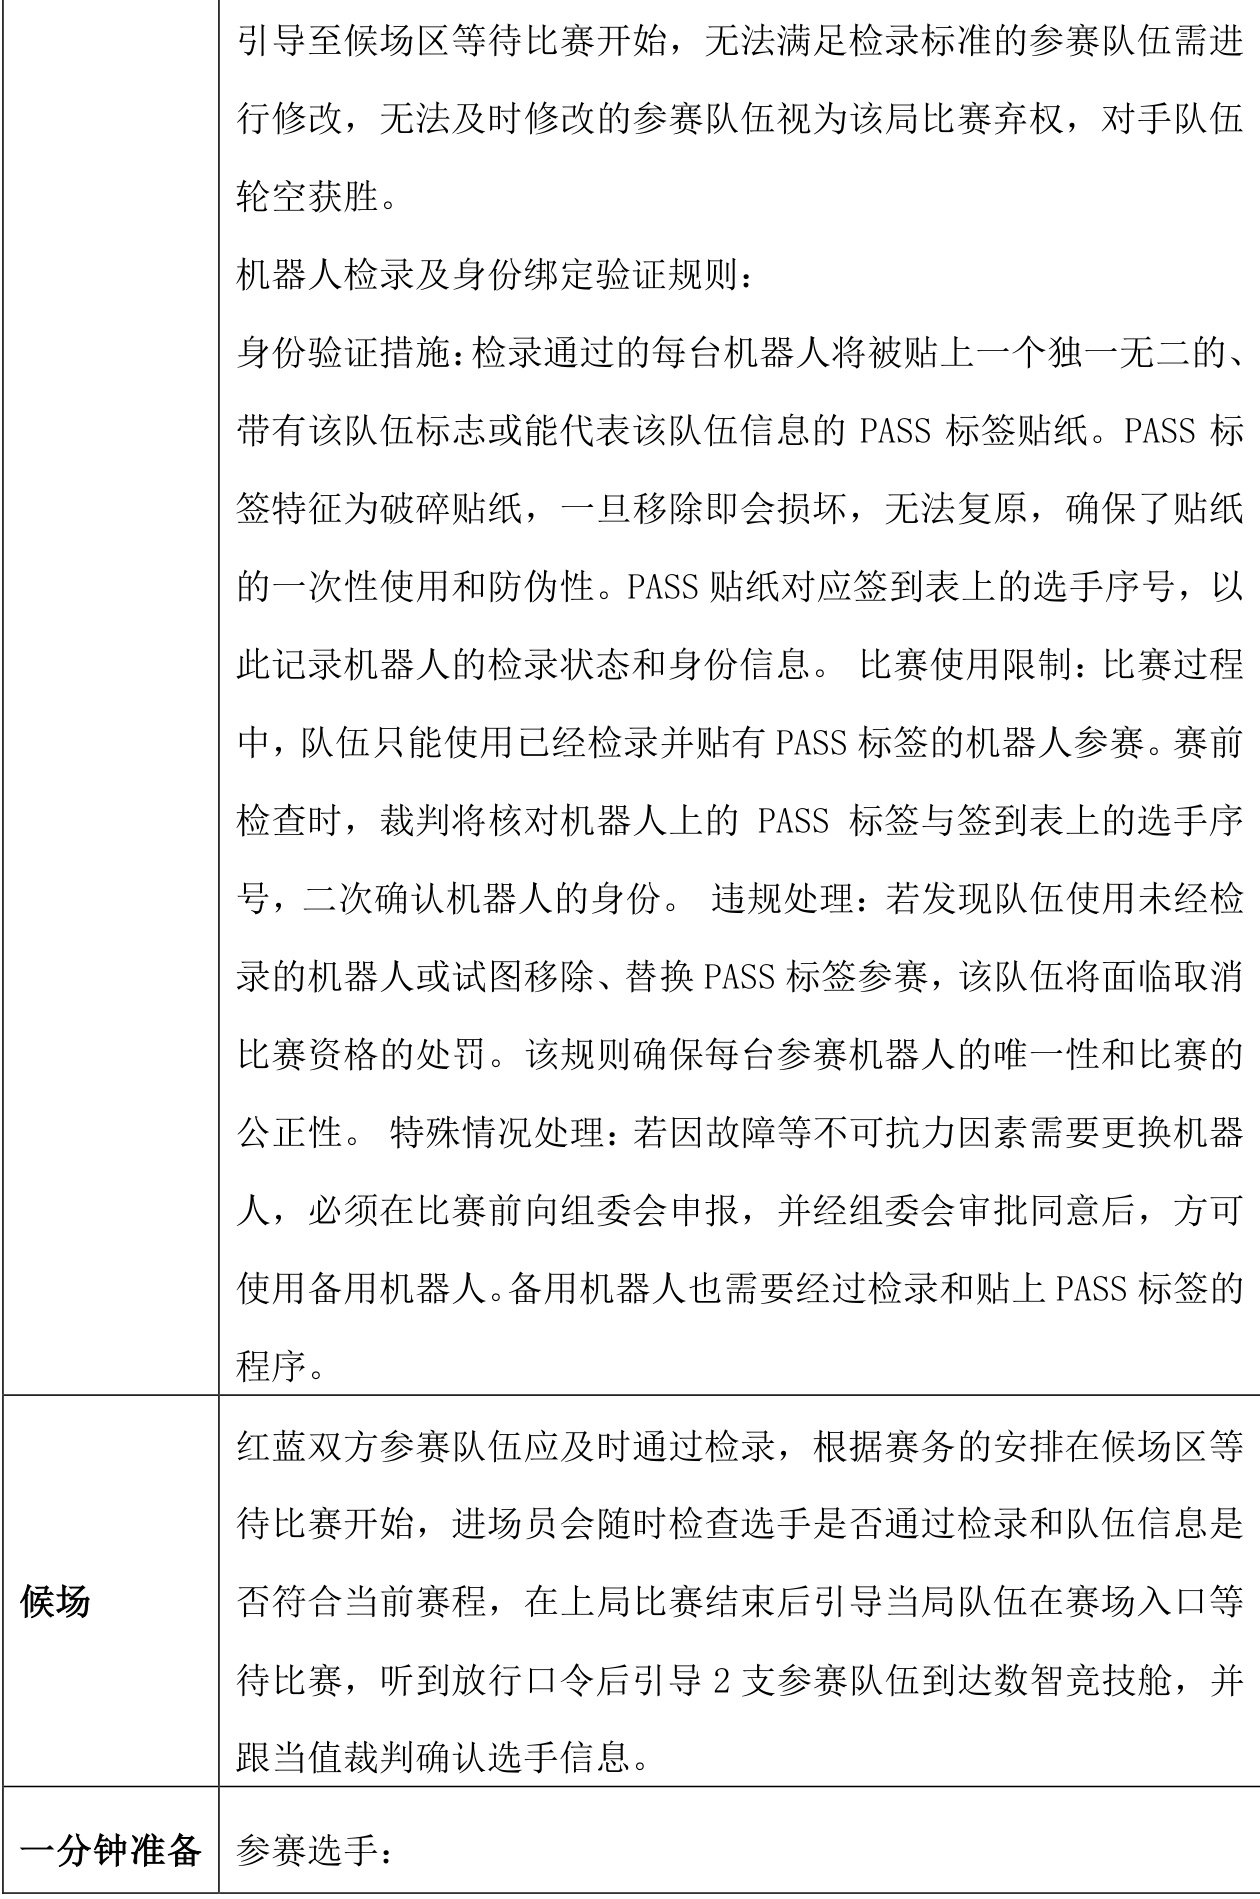 引导至候场区等待比赛开始，无法满足检录标准的参赛队伍需进
行修改，无法及时修改的参赛队伍视为该局比赛弃权，对手队伍
轮空获胜。
机器人检录及身份绑定验证规则：
身份验证措施：检录通过的每台机器人将被贴上一个独一无二的、
带有该队伍标志或能代表该队伍信息的 PASS 标签贴纸。PASS 标
签特征为破碎贴纸，一旦移除即会损坏，无法复原，确保了贴纸
的一次性使用和防伪性。PASS 贴纸对应签到表上的选手序号，以
此记录机器人的检录状态和身份信息。 比赛使用限制：比赛过程
中，队伍只能使用已经检录并贴有 PASS 标签的机器人参赛。赛前
检查时，裁判将核对机器人上的 PASS 标签与签到表上的选手序
号，二次确认机器人的身份。 违规处理：若发现队伍使用未经检
录的机器人或试图移除、替换 PASS 标签参赛，该队伍将面临取消
比赛资格的处罚。该规则确保每台参赛机器人的唯一性和比赛的
公正性。 特殊情况处理：若因故障等不可抗力因素需要更换机器
人，必须在比赛前向组委会申报，并经组委会审批同意后，方可
使用备用机器人。备用机器人也需要经过检录和贴上 PASS 标签的
程序。
候场
红蓝双方参赛队伍应及时通过检录，根据赛务的安排在候场区等
待比赛开始，进场员会随时检查选手是否通过检录和队伍信息是
否符合当前赛程，在上局比赛结束后引导当局队伍在赛场入口等
待比赛，听到放行口令后引导 2 支参赛队伍到达数智竞技舱，并
跟当值裁判确认选手信息。
一分钟准备
参赛选手：